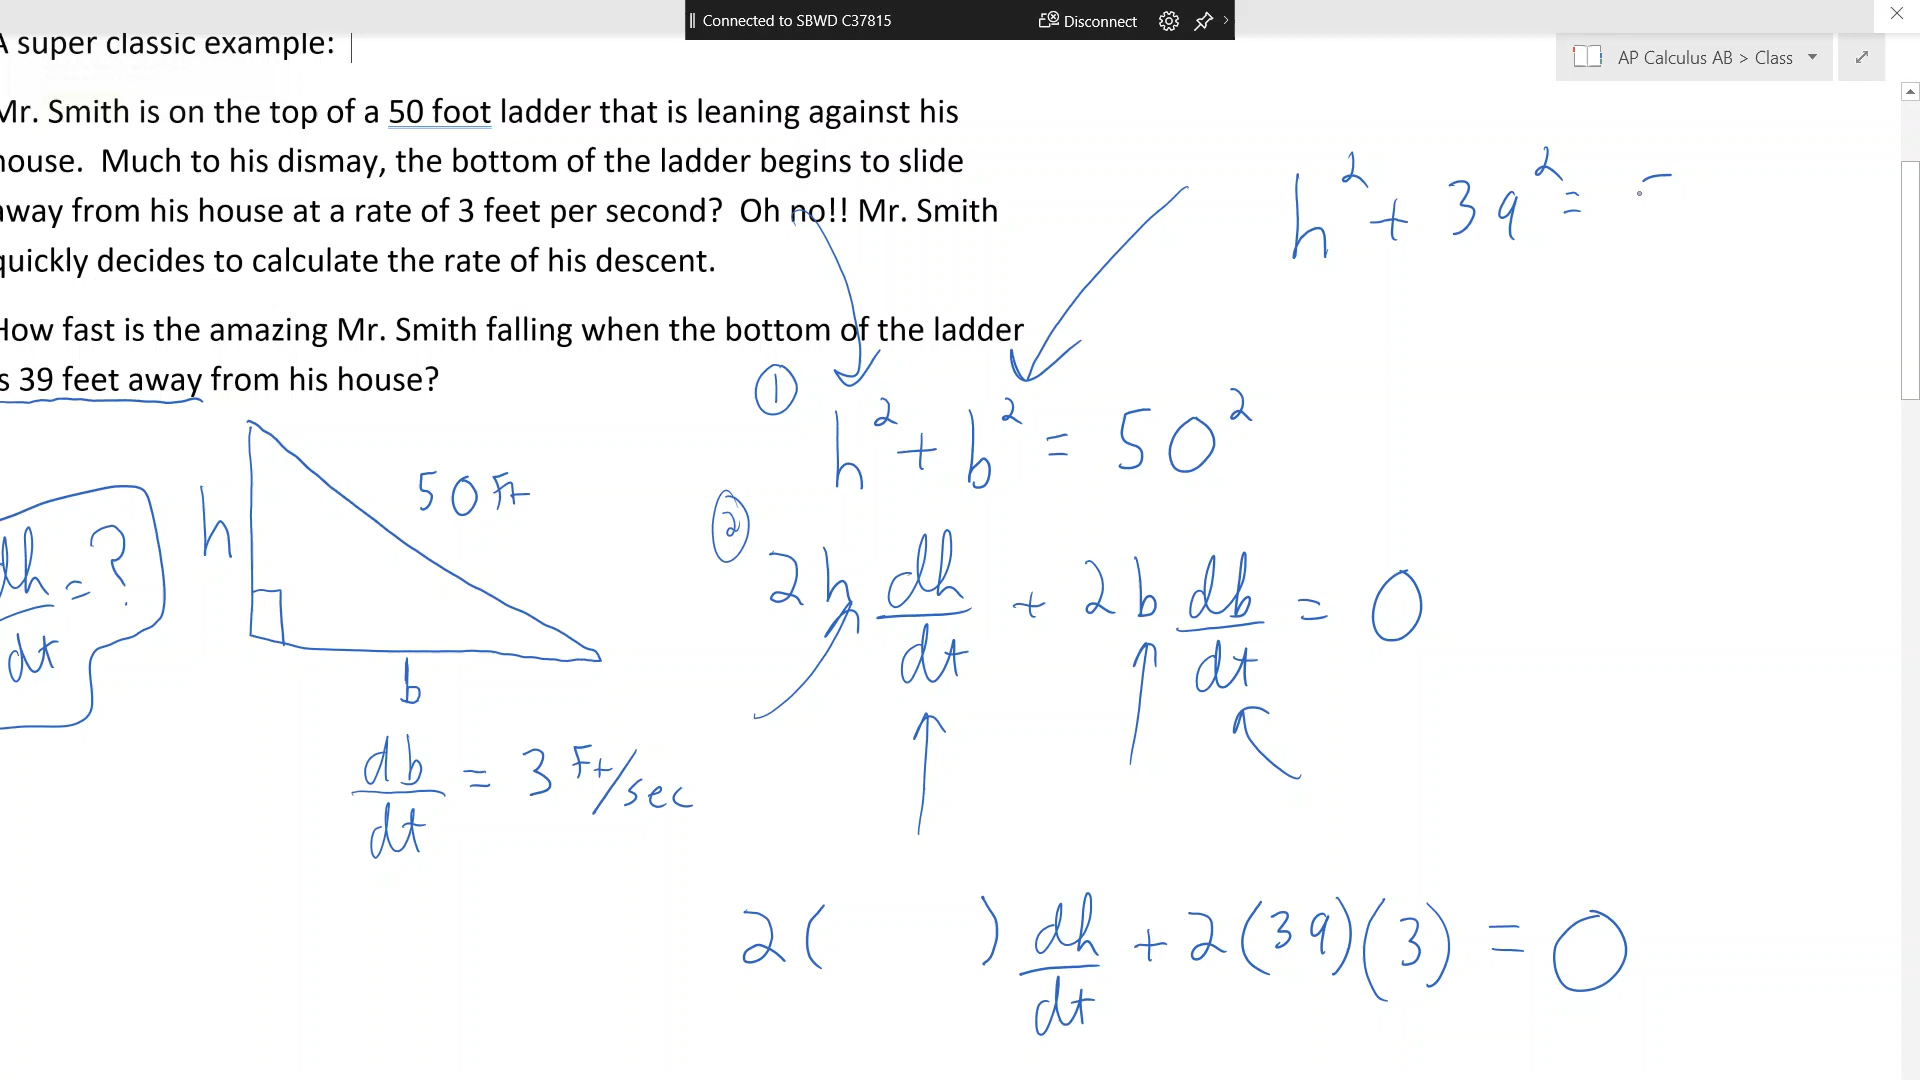 Connected to SBWD C37815 Disconnect
A super classic example:
AP Calculus AB > Class
Mr. Smith is on the top of a 50 foot ladder that is leaning against his
house. Much to his dismay, the bottom of the ladder begins to slide
away from his house at a rate of 3 feet per second? Oh no!! Mr. Smith
quickly decides to calculate the rate of his descent.
How fast is the amazing Mr. Smith falling when the bottom of the ladder
is 39 feet away from his house?
h² + 39² =
① h² + b² = 50²
50 Ft
h
dh/dt = ?
② 2h dh/dt + 2b db/dt = 0
b
db/dt = 3 Ft/sec
2( ) dh/dt + 2(39)(3) = 0